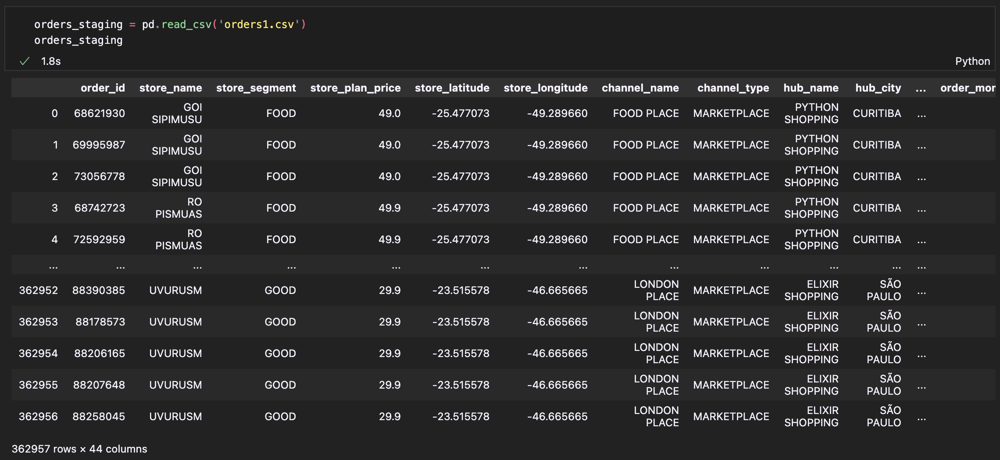 orders_staging = pd.read_csv('orders1.csv')
orders_staging
1.8s
Python
order_id store_name store_segment store_plan_price store_latitude store_longitude channel_name channel_type hub_name hub_city ... order_mor
0 68621930 GOI SIPIMUSU FOOD 49.0 -25.477073 -49.289660 FOOD PLACE MARKETPLACE PYTHON SHOPPING CURITIBA ...
1 69995987 GOI SIPIMUSU FOOD 49.0 -25.477073 -49.289660 FOOD PLACE MARKETPLACE PYTHON SHOPPING CURITIBA ...
2 73056778 GOI SIPIMUSU FOOD 49.0 -25.477073 -49.289660 FOOD PLACE MARKETPLACE PYTHON SHOPPING CURITIBA ...
3 68742723 RO PISMUAS FOOD 49.9 -25.477073 -49.289660 FOOD PLACE MARKETPLACE PYTHON SHOPPING CURITIBA ...
4 72592959 RO PISMUAS FOOD 49.9 -25.477073 -49.289660 FOOD PLACE MARKETPLACE PYTHON SHOPPING CURITIBA ...
... ... ... ... ... ... ... ... ... ... ... ...
362952 88390385 UVURUSM GOOD 29.9 -23.515578 -46.665665 LONDON PLACE MARKETPLACE ELIXIR SHOPPING SÃO PAULO ...
362953 88178573 UVURUSM GOOD 29.9 -23.515578 -46.665665 LONDON PLACE MARKETPLACE ELIXIR SHOPPING SÃO PAULO ...
362954 88206165 UVURUSM GOOD 29.9 -23.515578 -46.665665 LONDON PLACE MARKETPLACE ELIXIR SHOPPING SÃO PAULO ...
362955 88207648 UVURUSM GOOD 29.9 -23.515578 -46.665665 LONDON PLACE MARKETPLACE ELIXIR SHOPPING SÃO PAULO ...
362956 88258045 UVURUSM GOOD 29.9 -23.515578 -46.665665 LONDON PLACE MARKETPLACE ELIXIR SHOPPING SÃO PAULO ...
362957 rows × 44 columns